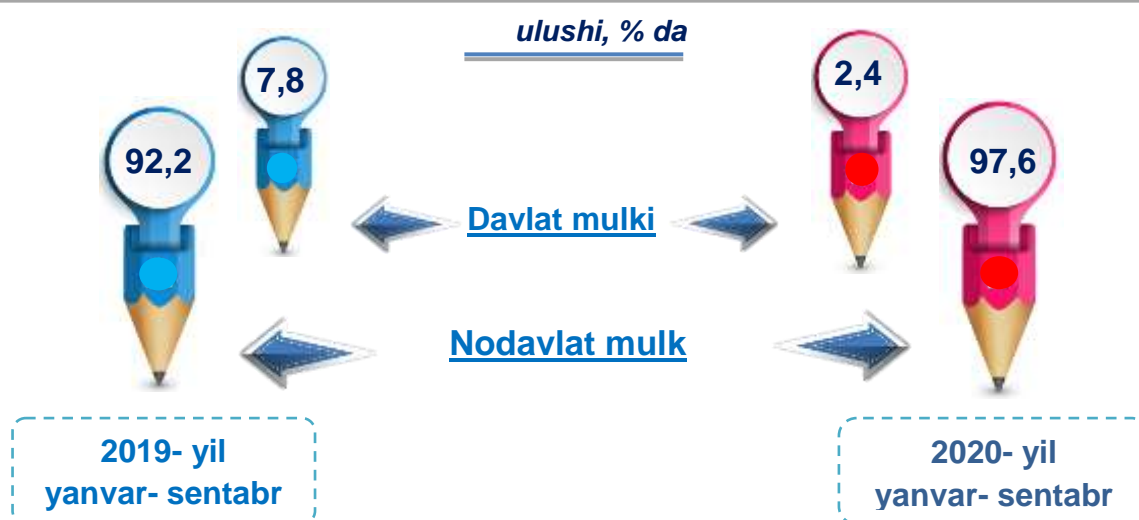 ulushi, % da
7,8
2,4
92,2
97,6
Davlat mulki
Nodavlat mulk
2019- yil
yanvar- sentabr
2020- yil
yanvar- sentabr